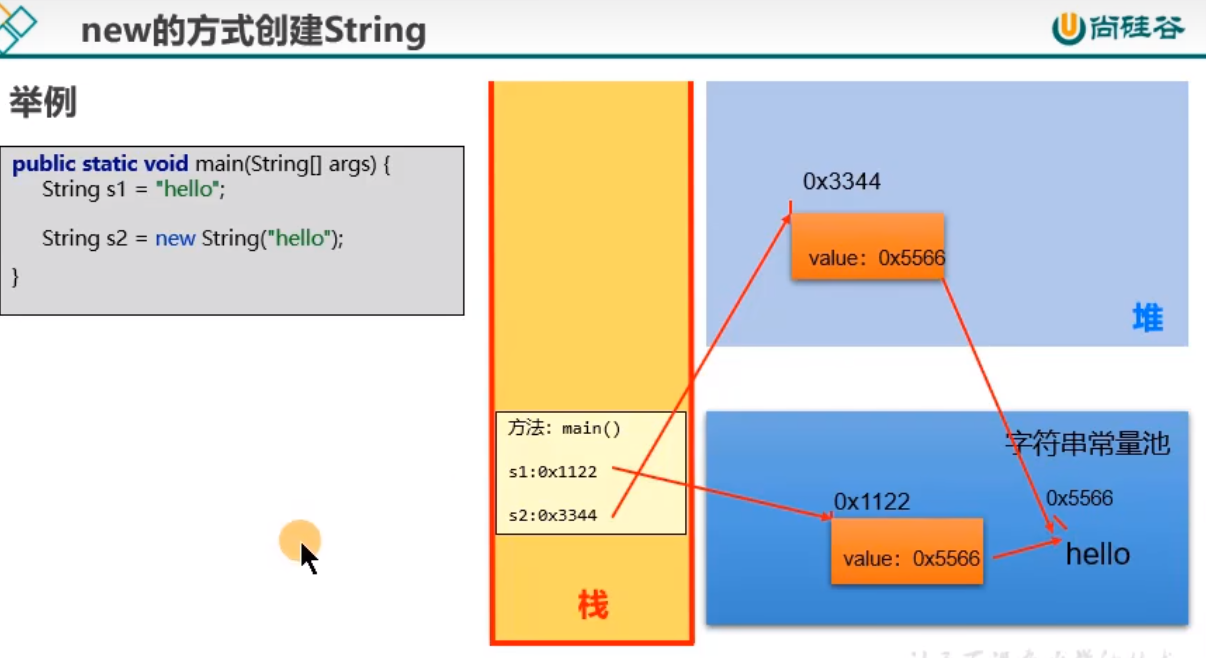 new的方式创建String
尚硅谷
举例
public static void main(String[] args) {
String s1 = "hello";
String s2 = new String("hello");
}
0x3344
value: 0x5566
堆
方法: main()
s1:0x1122
s2:0x3344
栈
字符串常量池
0x5566
0x1122
value: 0x5566
hello